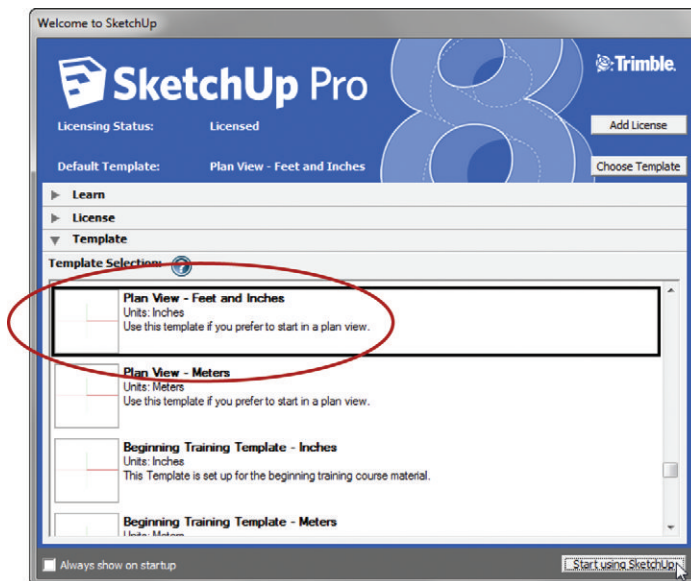 Welcome to SketchUp
SketchUp Pro
Trimble.
Licensing Status: Licensed
Add License
Default Template: Plan View - Feet and Inches
Choose Template
Learn
License
Template
Template Selection:
Plan View - Feet and Inches
Units: Inches
Use this template if you prefer to start in a plan view.
Plan View - Meters
Units: Meters
Use this template if you prefer to start in a plan view.
Beginning Training Template - Inches
Units: Inches
This Template is set up for the beginning training course material.
Beginning Training Template - Meters
Units: Meters
Always show on startup
Start using SketchUp